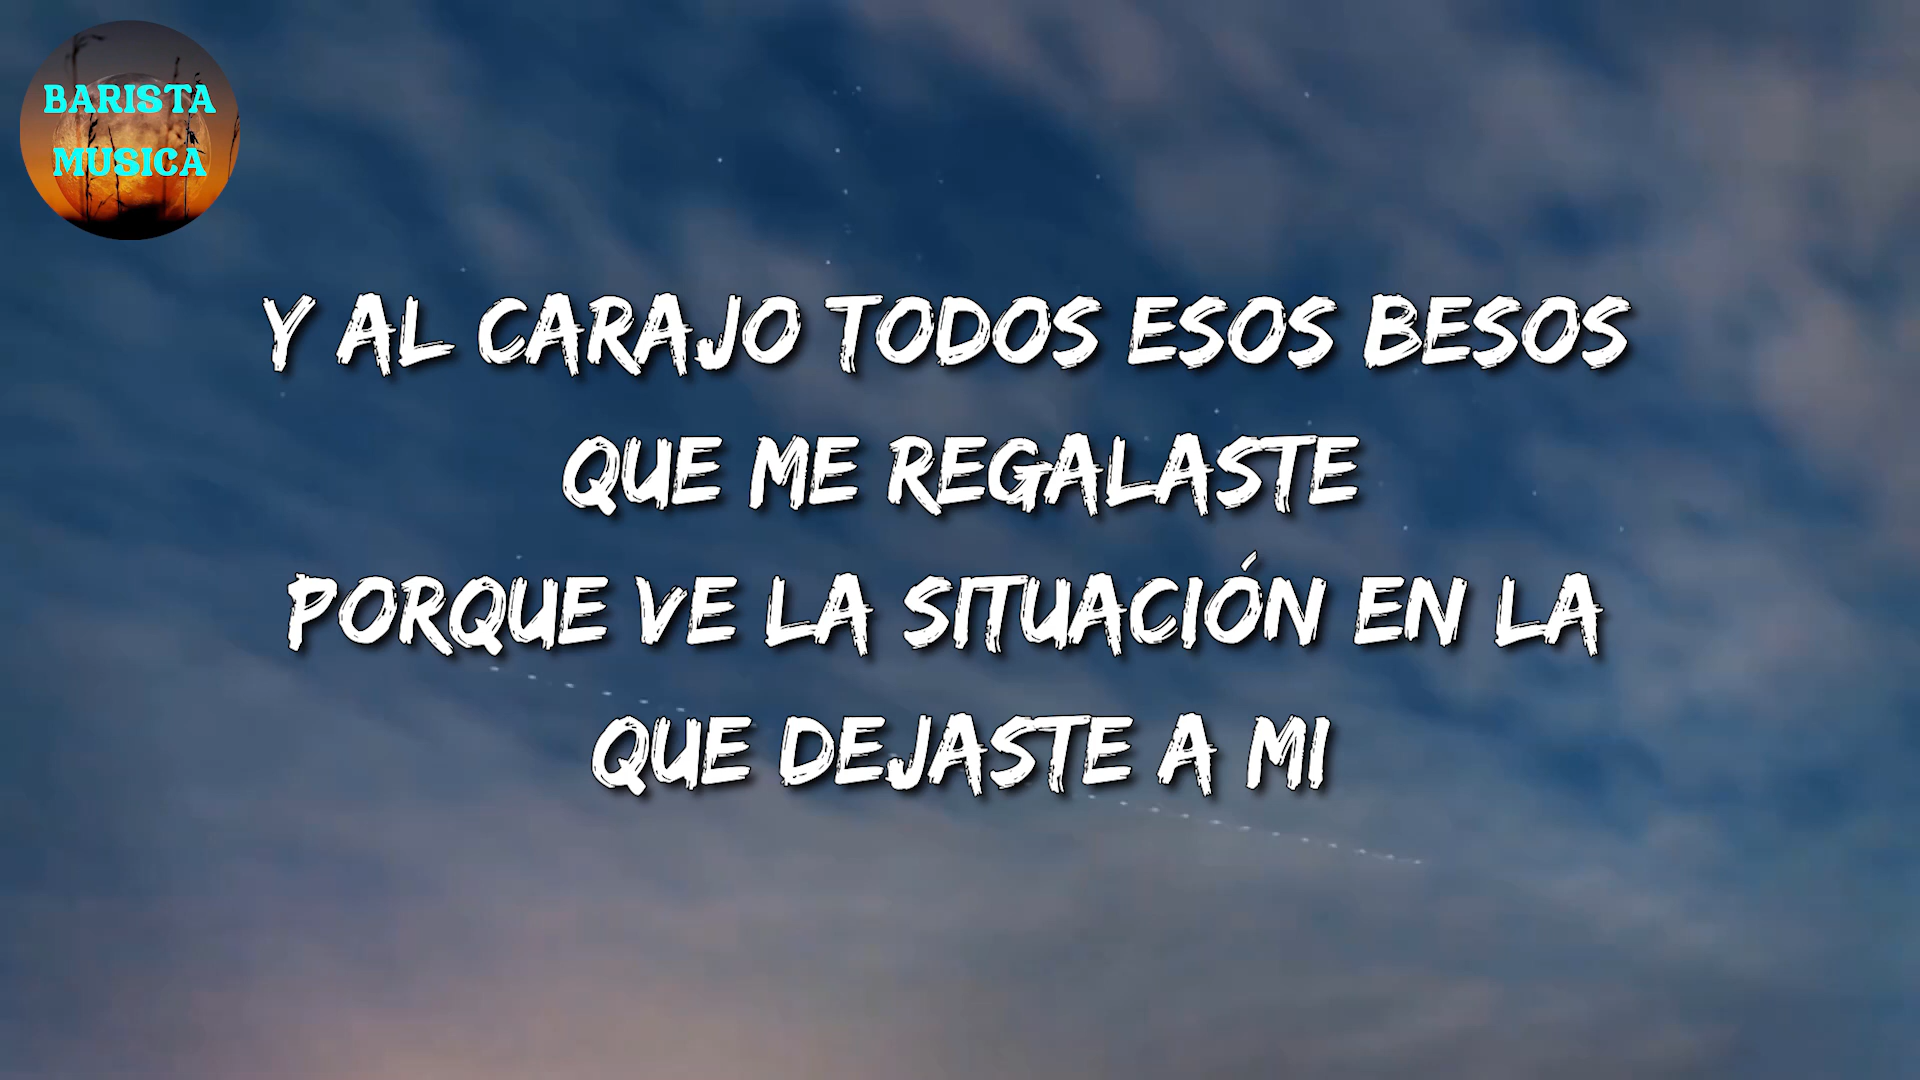 BARISTA
MUSICA
Y AL CARAJO TODOS ESOS BESOS
QUE ME REGALASTE
PORQUE VE LA SITUACIÓN EN LA
QUE DEJASTE A MI